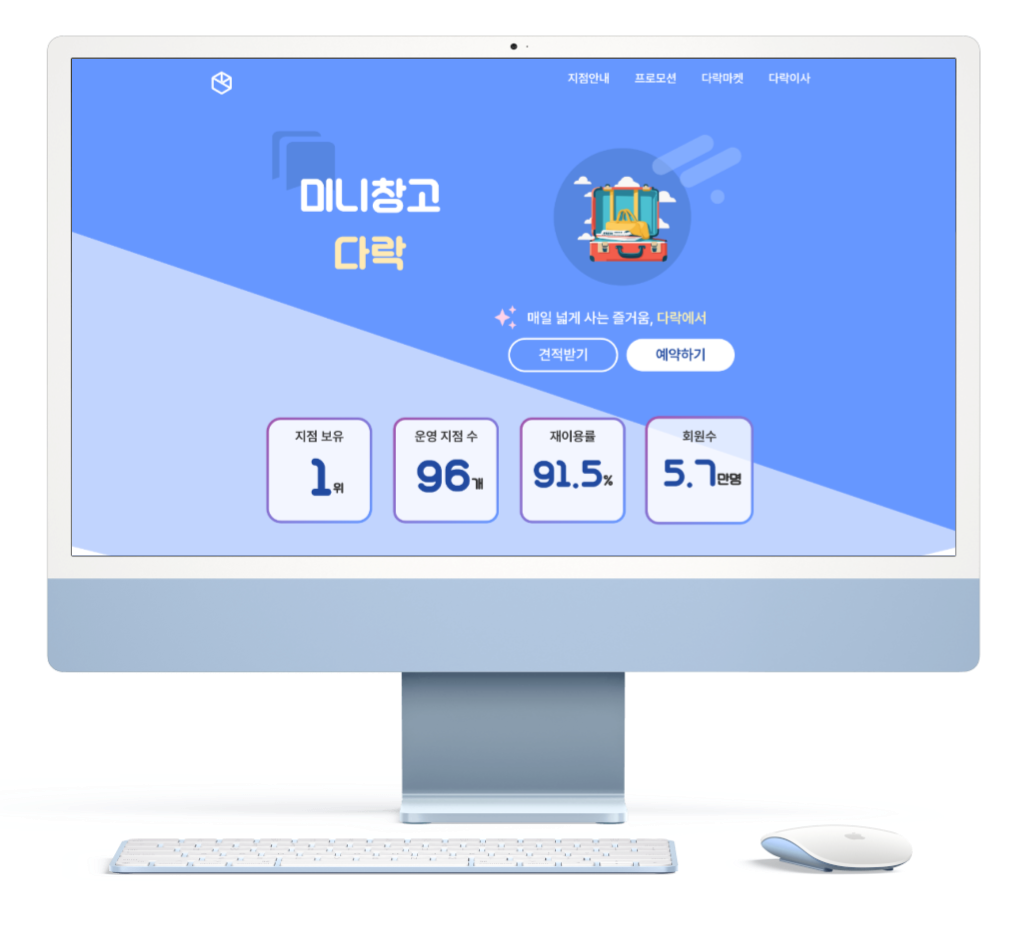 지점안내 프로모션 다락마켓 다락이사
미니창고
다락
매일 넓게 사는 즐거움, 다락에서
견적받기 예약하기
지점 보유
1위
운영 지점 수
96개
재이용률
91.5%
회원수
5.7만명